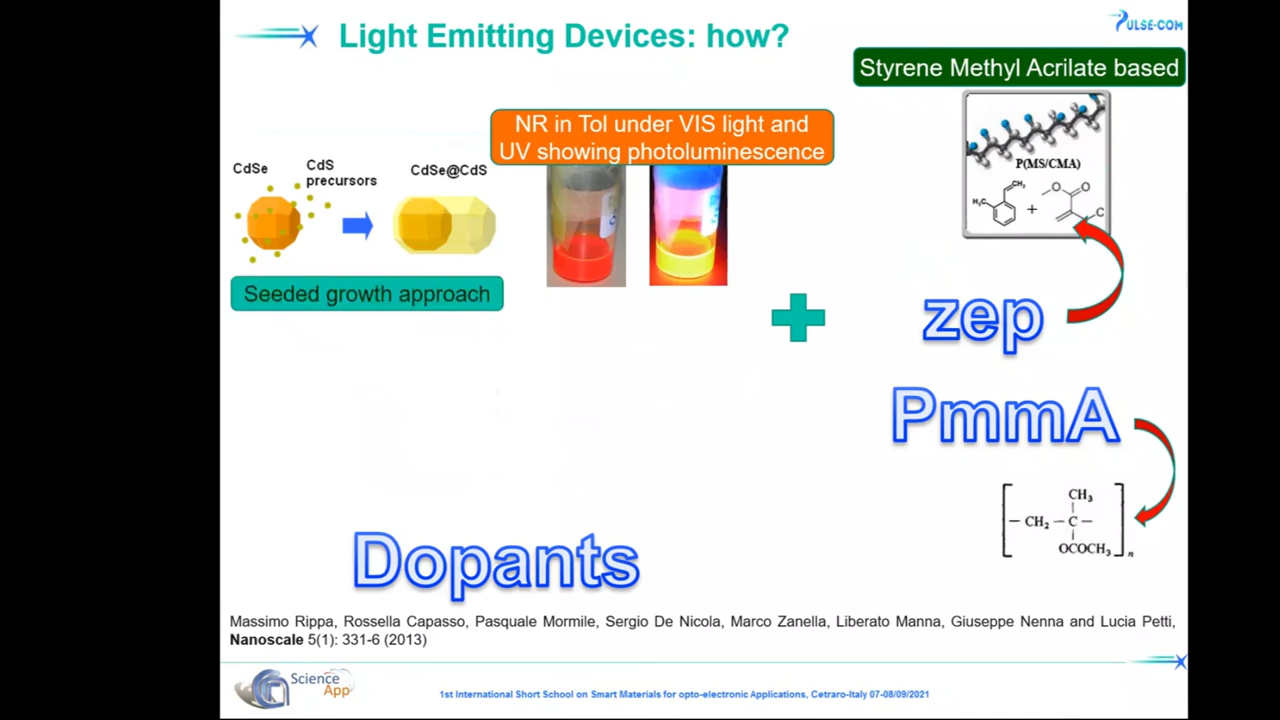 Light Emitting Devices: how?
PULSE-COM
Styrene Methyl Acrilate based
NR in Tol under VIS light and
UV showing photoluminescence
CdSe
CdS
precursors
CdSe@CdS
Seeded growth approach
P(MS/CMA)
CH₃
H₃C
O
+
O
C
zep
PmmA
CH₃
— CH₂ — C —
OCOCH₃
n
Dopants
Massimo Rippa, Rossella Capasso, Pasquale Mormile, Sergio De Nicola, Marco Zanella, Liberato Manna, Giuseppe Nenna and Lucia Petti,
Nanoscale 5(1): 331-6 (2013)
Science
App
1st International Short School on Smart Materials for opto-electronic Applications, Cetraro-Italy 07-08/09/2021